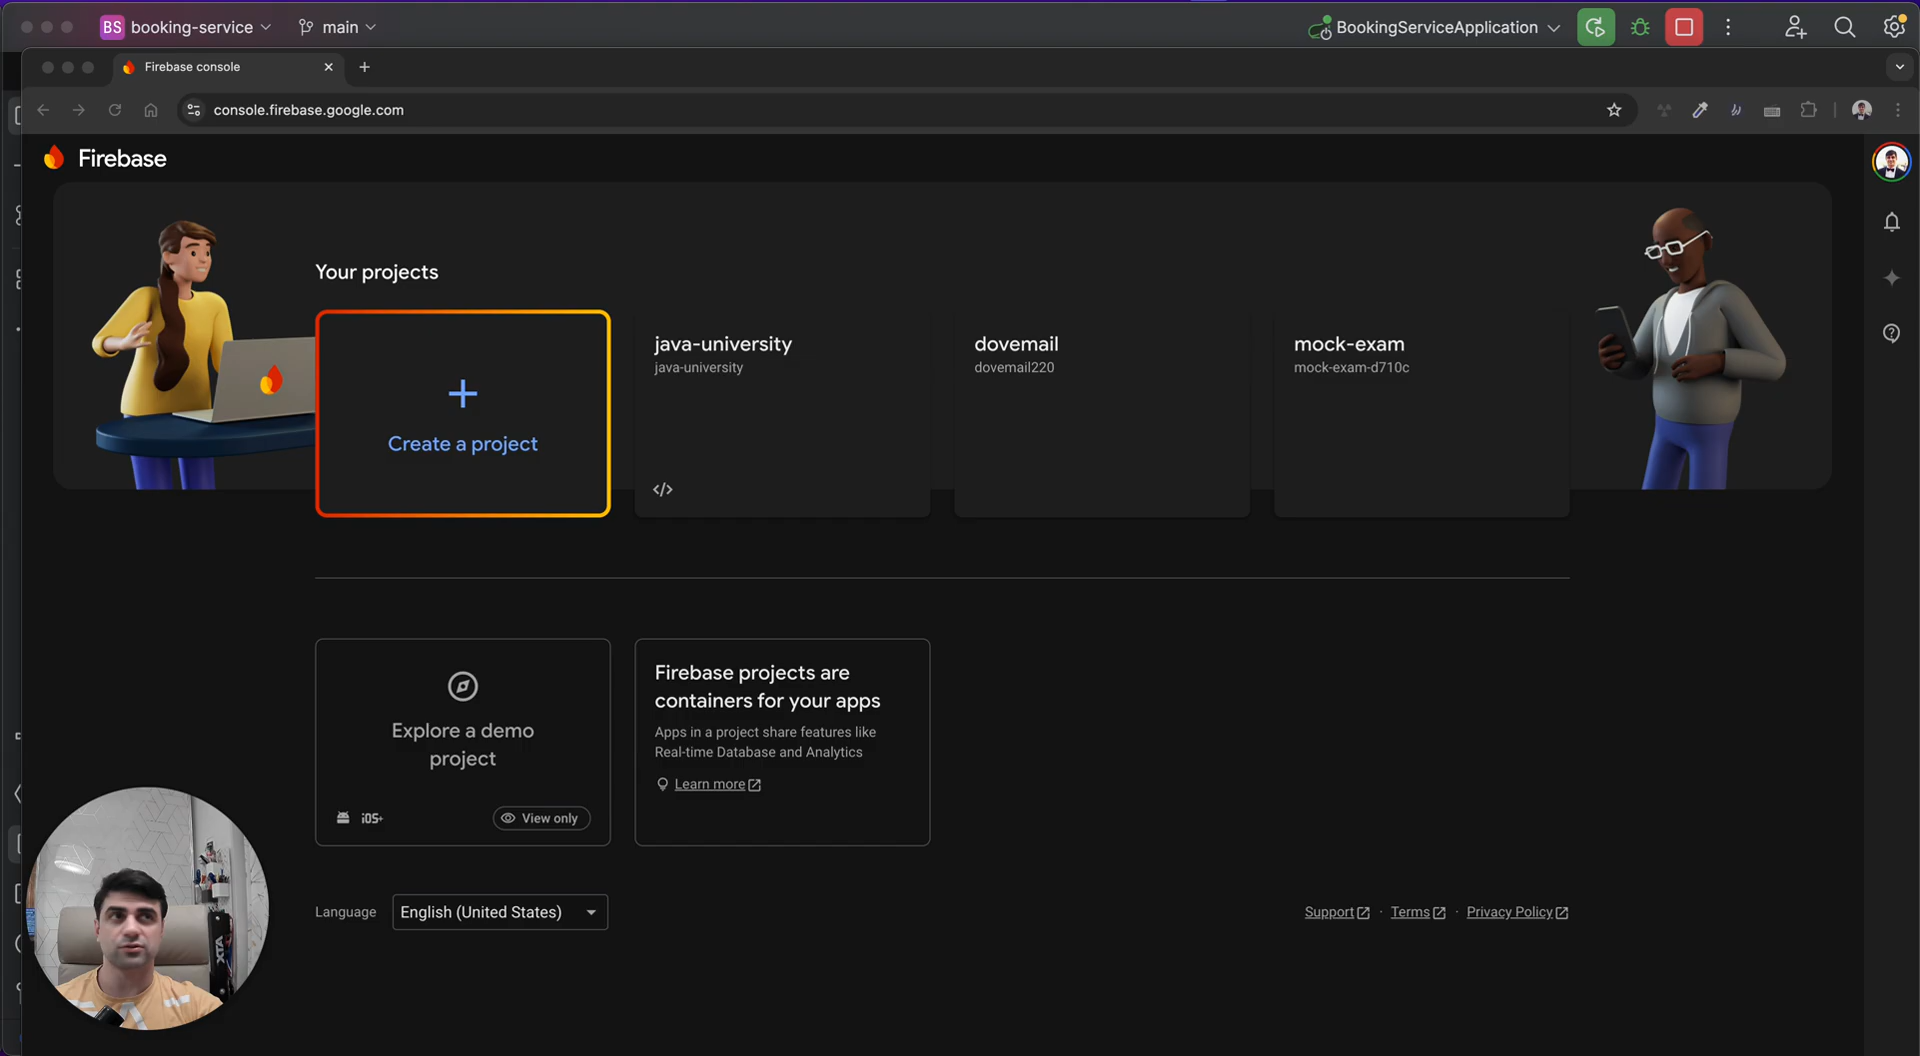 BS booking-service
main
BookingServiceApplication
Firebase console
console.firebase.google.com
Firebase
Your projects
Create a project
java-university
java-university
dovemail
dovemail220
mock-exam
mock-exam-d710c
Explore a demo
project
iOS+
View only
Firebase projects are
containers for your apps
Apps in a project share features like
Real-time Database and Analytics
Learn more
Language
English (United States)
Support · Terms · Privacy Policy